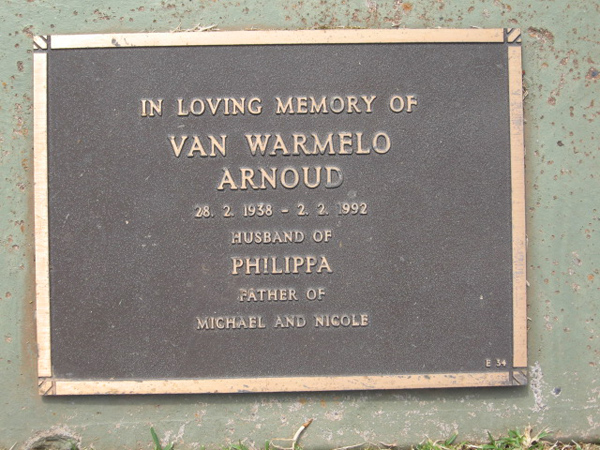 IN LOVING MEMORY OF
VAN WARMELO
ARNOUD
28. 2. 1938 - 2. 2. 1992
HUSBAND OF
PHILIPPA
FATHER OF
MICHAEL AND NICOLE
E 34